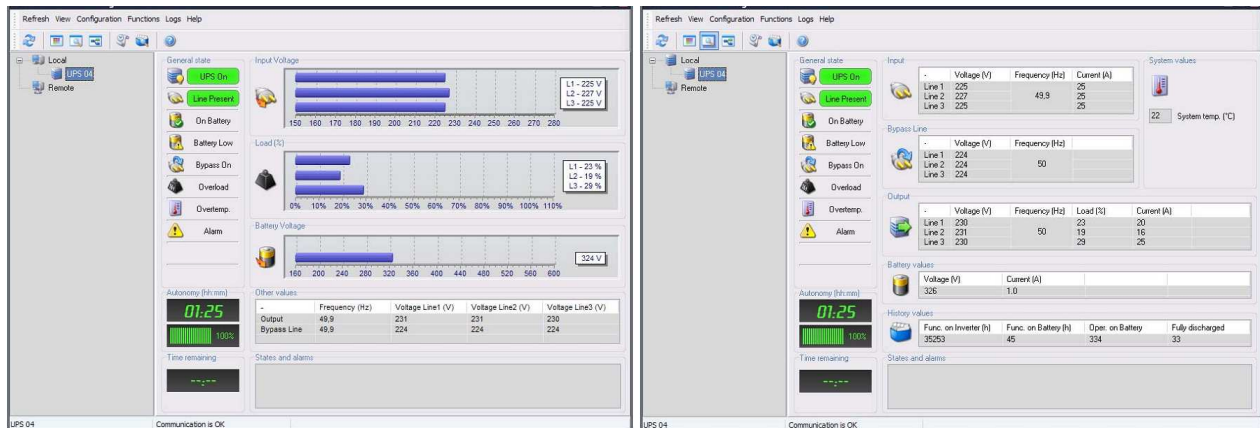 Refresh View Configuration Functions Logs Help
Local
UPS 04
Remote
General state
UPS On
Line Present
On Battery
Battery Low
Bypass On
Overload
Overtemp.
Alarm
Autonomy (hh:mm)
01:25
100%
Time remaining
--:--
Input Voltage
L1 - 225 V
L2 - 227 V
L3 - 225 V
150 160 170 180 190 200 210 220 230 240 250 260 270 280
Load (%)
L1 - 23 %
L2 - 19 %
L3 - 29 %
0% 10% 20% 30% 40% 50% 60% 70% 80% 90% 100% 110%
Battery Voltage
324 V
160 200 240 280 320 360 400 440 480 520 560 600
Other values
- Frequency (Hz) Voltage Line1 (V) Voltage Line2 (V) Voltage Line3 (V)
Output 49,9 231 231 230
Bypass Line 49,9 224 224 224
States and alarms
UPS 04 Communication is OK
Refresh View Configuration Functions Logs Help
Local
UPS 04
Remote
General state
UPS On
Line Present
On Battery
Battery Low
Bypass On
Overload
Overtemp.
Alarm
Autonomy (hh:mm)
01:25
100%
Time remaining
--:--
Input
- Voltage (V) Frequency (Hz) Current (A)
Line 1 225 25
Line 2 227 49,9 25
Line 3 225 25
System values
22 System temp. (°C)
Bypass Line
- Voltage (V) Frequency (Hz)
Line 1 224
Line 2 224 50
Line 3 224
Output
- Voltage (V) Frequency (Hz) Load (%) Current (A)
Line 1 230 23 20
Line 2 231 50 19 16
Line 3 230 29 25
Battery values
Voltage (V) Current (A)
326 1.0
History values
Func. on Inverter (h) Func. on Battery (h) Oper. on Battery Fully discharged
35253 45 334 33
States and alarms
UPS 04 Communication is OK